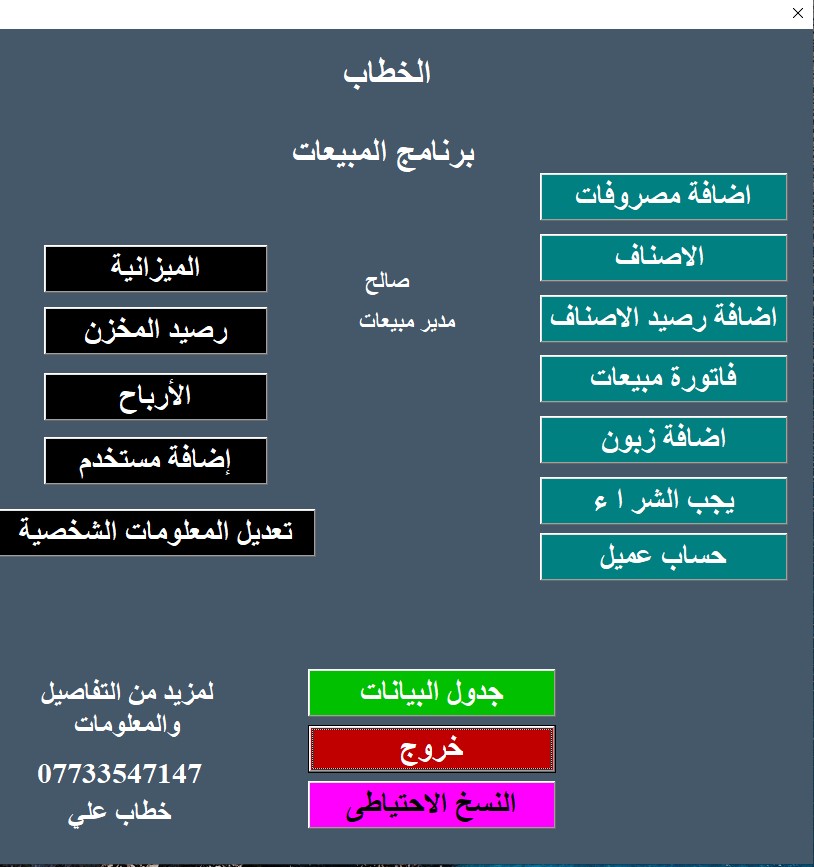 الخطاب
برنامج المبيعات
اضافة مصروفات
الاصناف
اضافة رصيد الاصناف
فاتورة مبيعات
اضافة زبون
يجب الشر ا ء
حساب عميل
صالح
مدير مبيعات
الميزانية
رصيد المخزن
الأرباح
إضافة مستخدم
تعديل المعلومات الشخصية
جدول البيانات
خروج
النسخ الاحتياطى
لمزيد من التفاصيل
والمعلومات
07733547147
خطاب علي